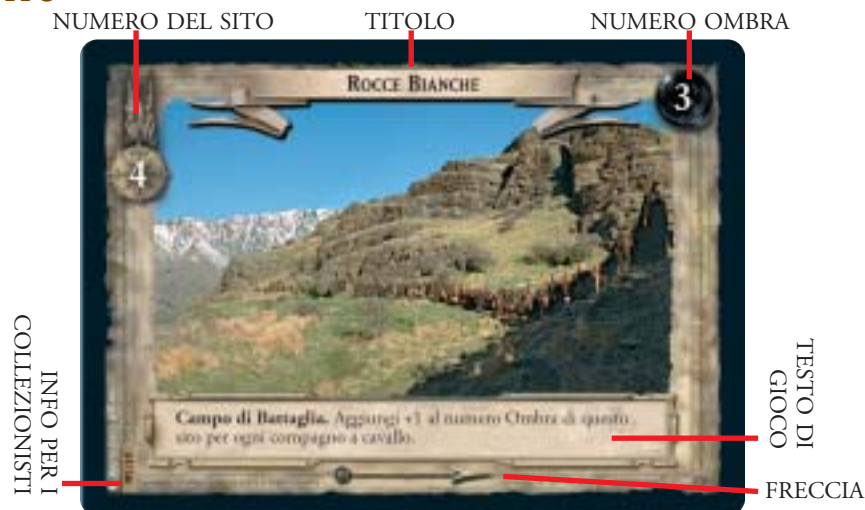 NUMERO DEL SITO
TITOLO
NUMERO OMBRA
ROCCE BIANCHE
3
4
Campo di Battaglia. Aggiungi +1 al numero Ombra di questo
sito per ogni compagno a cavallo.
INFO PER I
COLLEZIONISTI
TESTO DI
GIOCO
FRECCIA